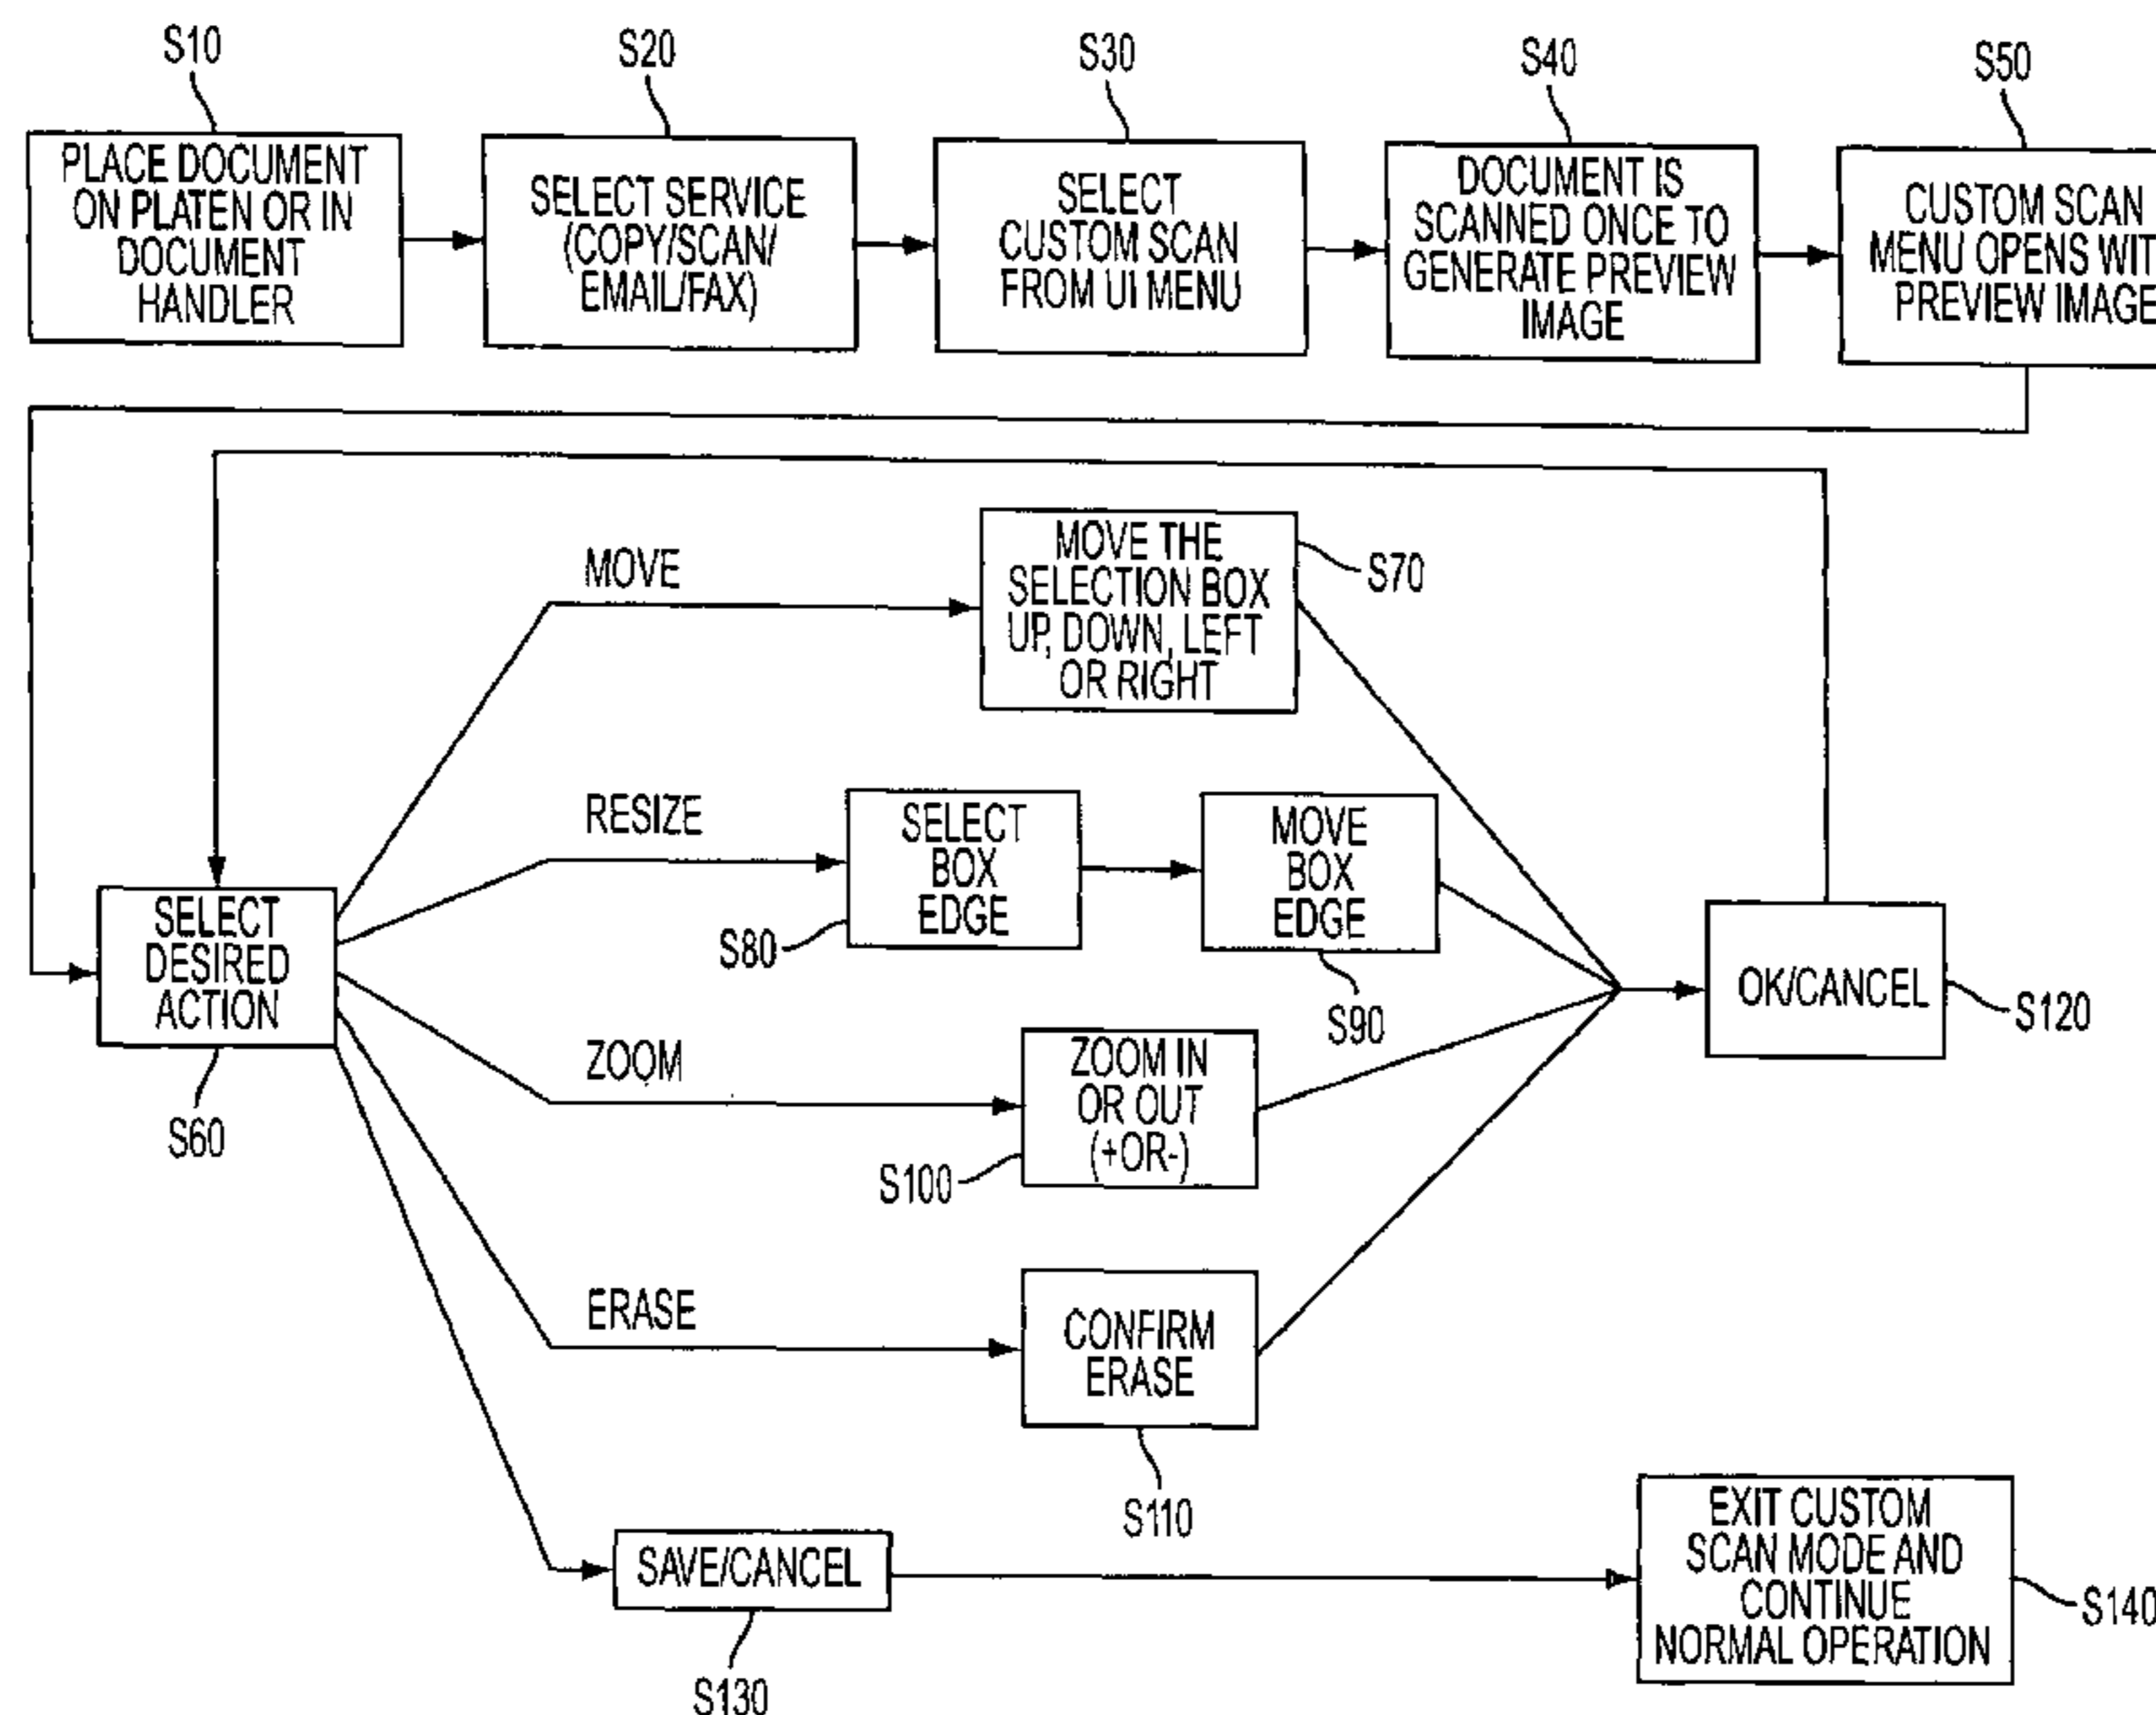 S10
S20
S30
S40
S50
PLACE DOCUMENT
ON PLATEN OR IN
DOCUMENT
HANDLER
SELECT SERVICE
(COPY/SCAN/
EMAIL/FAX)
SELECT
CUSTOM SCAN
FROM UI MENU
DOCUMENT IS
SCANNED ONCE TO
GENERATE PREVIEW
IMAGE
CUSTOM SCAN
MENU OPENS WIT
PREVIEW IMAGE
MOVE
MOVE THE
SELECTION BOX
UP, DOWN, LEFT
OR RIGHT
S70
RESIZE
SELECT
BOX
EDGE
S80
MOVE
BOX
EDGE
S90
SELECT
DESIRED
ACTION
S60
OK/CANCEL
S120
ZOOM
ZOOM IN
OR OUT
(+OR-)
S100
ERASE
CONFIRM
ERASE
S110
SAVE/CANCEL
S130
EXIT CUSTOM
SCAN MODE AND
CONTINUE
NORMAL OPERATION
S140